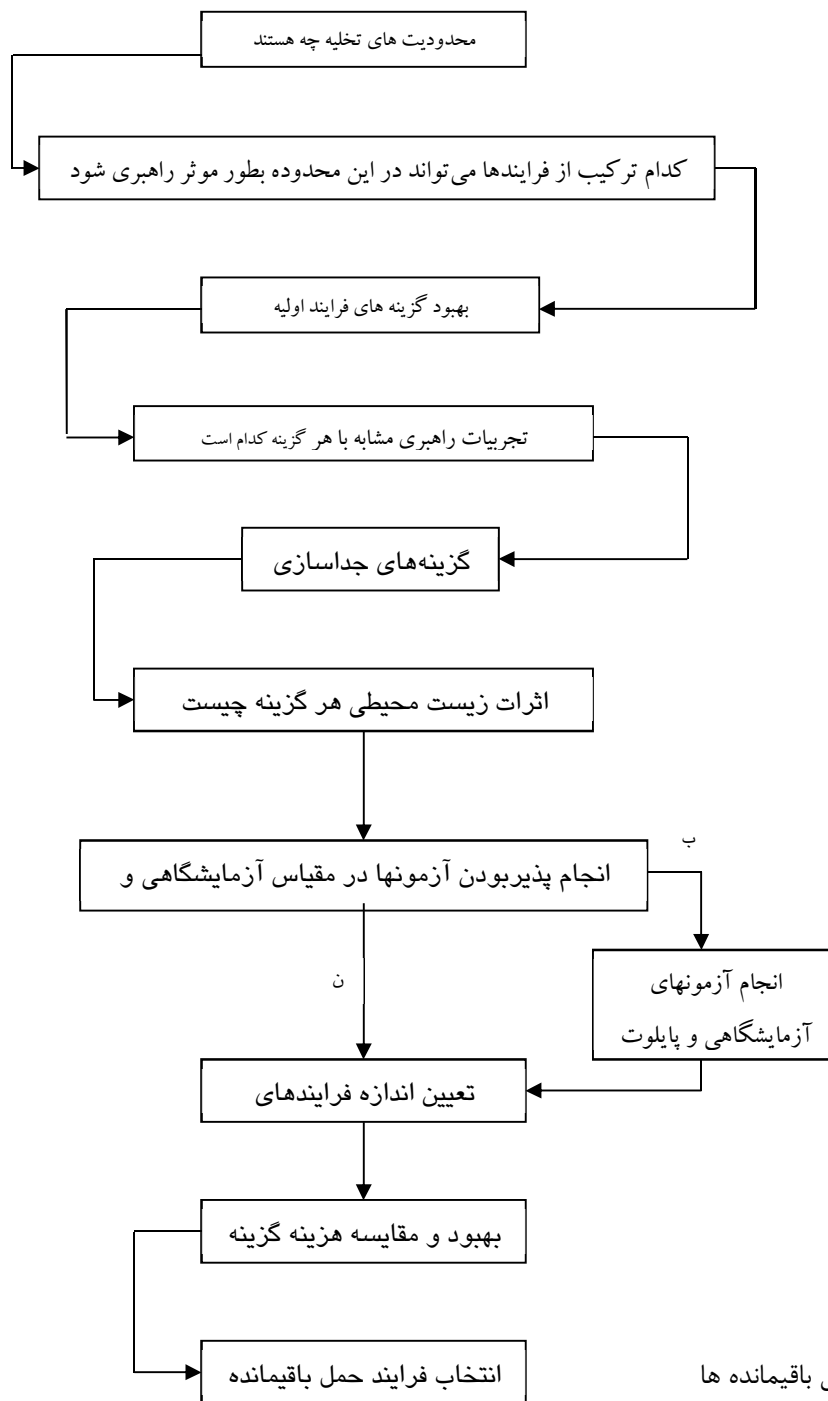 محدودیت های تخلیه چه هستند
کدام ترکیب از فرایندها می‌تواند در این محدوده بطور موثر راهبری شود
بهبود گزینه های فرایند اولیه
تجربیات راهبری مشابه با هر گزینه کدام است
گزینه‌های جداسازی
اثرات زیست محیطی هر گزینه چیست
ب
انجام پذیربودن آزمونها در مقیاس آزمایشگاهی و
انجام آزمونهای
آزمایشگاهی و پایلوت
ن
تعیین اندازه فرایندهای
بهبود و مقایسه هزینه گزینه
انتخاب فرایند حمل باقیمانده
باقیمانده ها